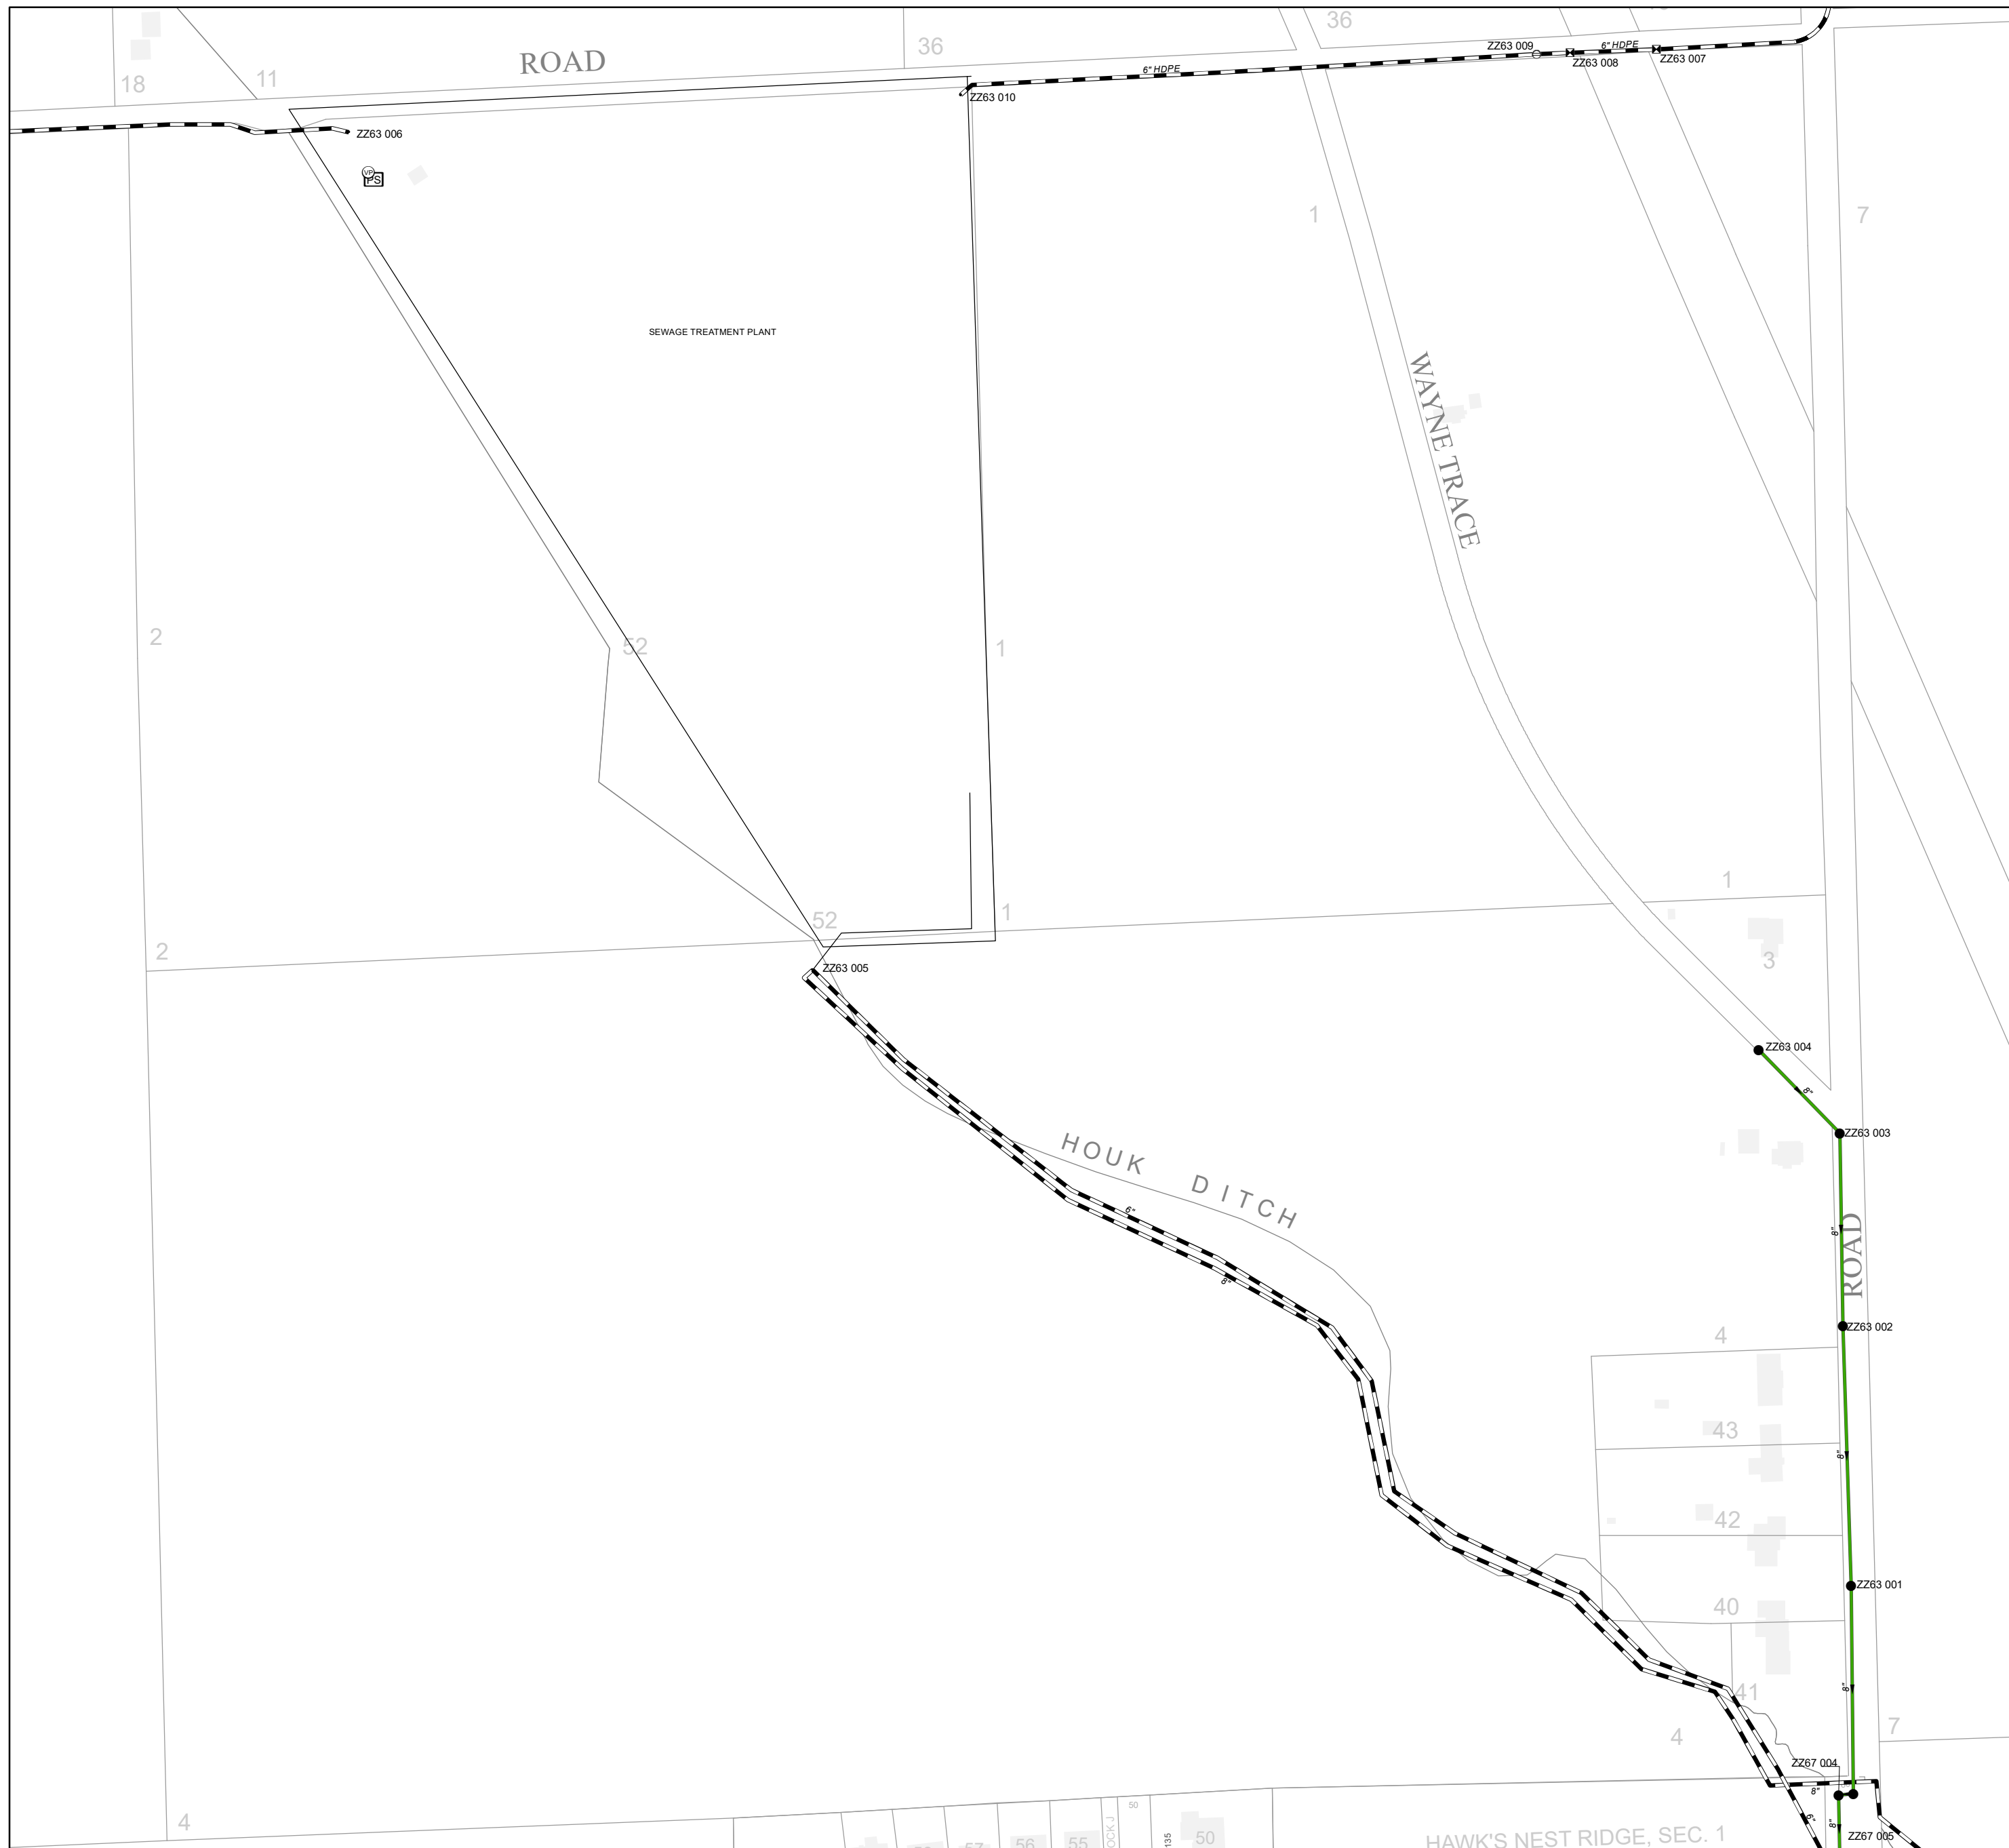 36
ROAD
36
18
11
ZZ63 009
6" HDPE
ZZ63 008
ZZ63 007
6" HDPE
ZZ63 010
ZZ63 006
VP
PS
1
7
SEWAGE TREATMENT PLANT
WAYNE TRACE
2
52
1
1
52
1
2
3
ZZ63 005
ZZ63 004
8"
ZZ63 003
HOUK DITCH
6"
8"
8"
ROAD
ZZ63 002
4
43
8"
42
ZZ63 001
40
8"
41
4
7
ZZ67 004
8"
6"
8"
ZZ67 005
4
50
57
56
55
OCK J
135
50
HAWK'S NEST RIDGE, SEC. 1